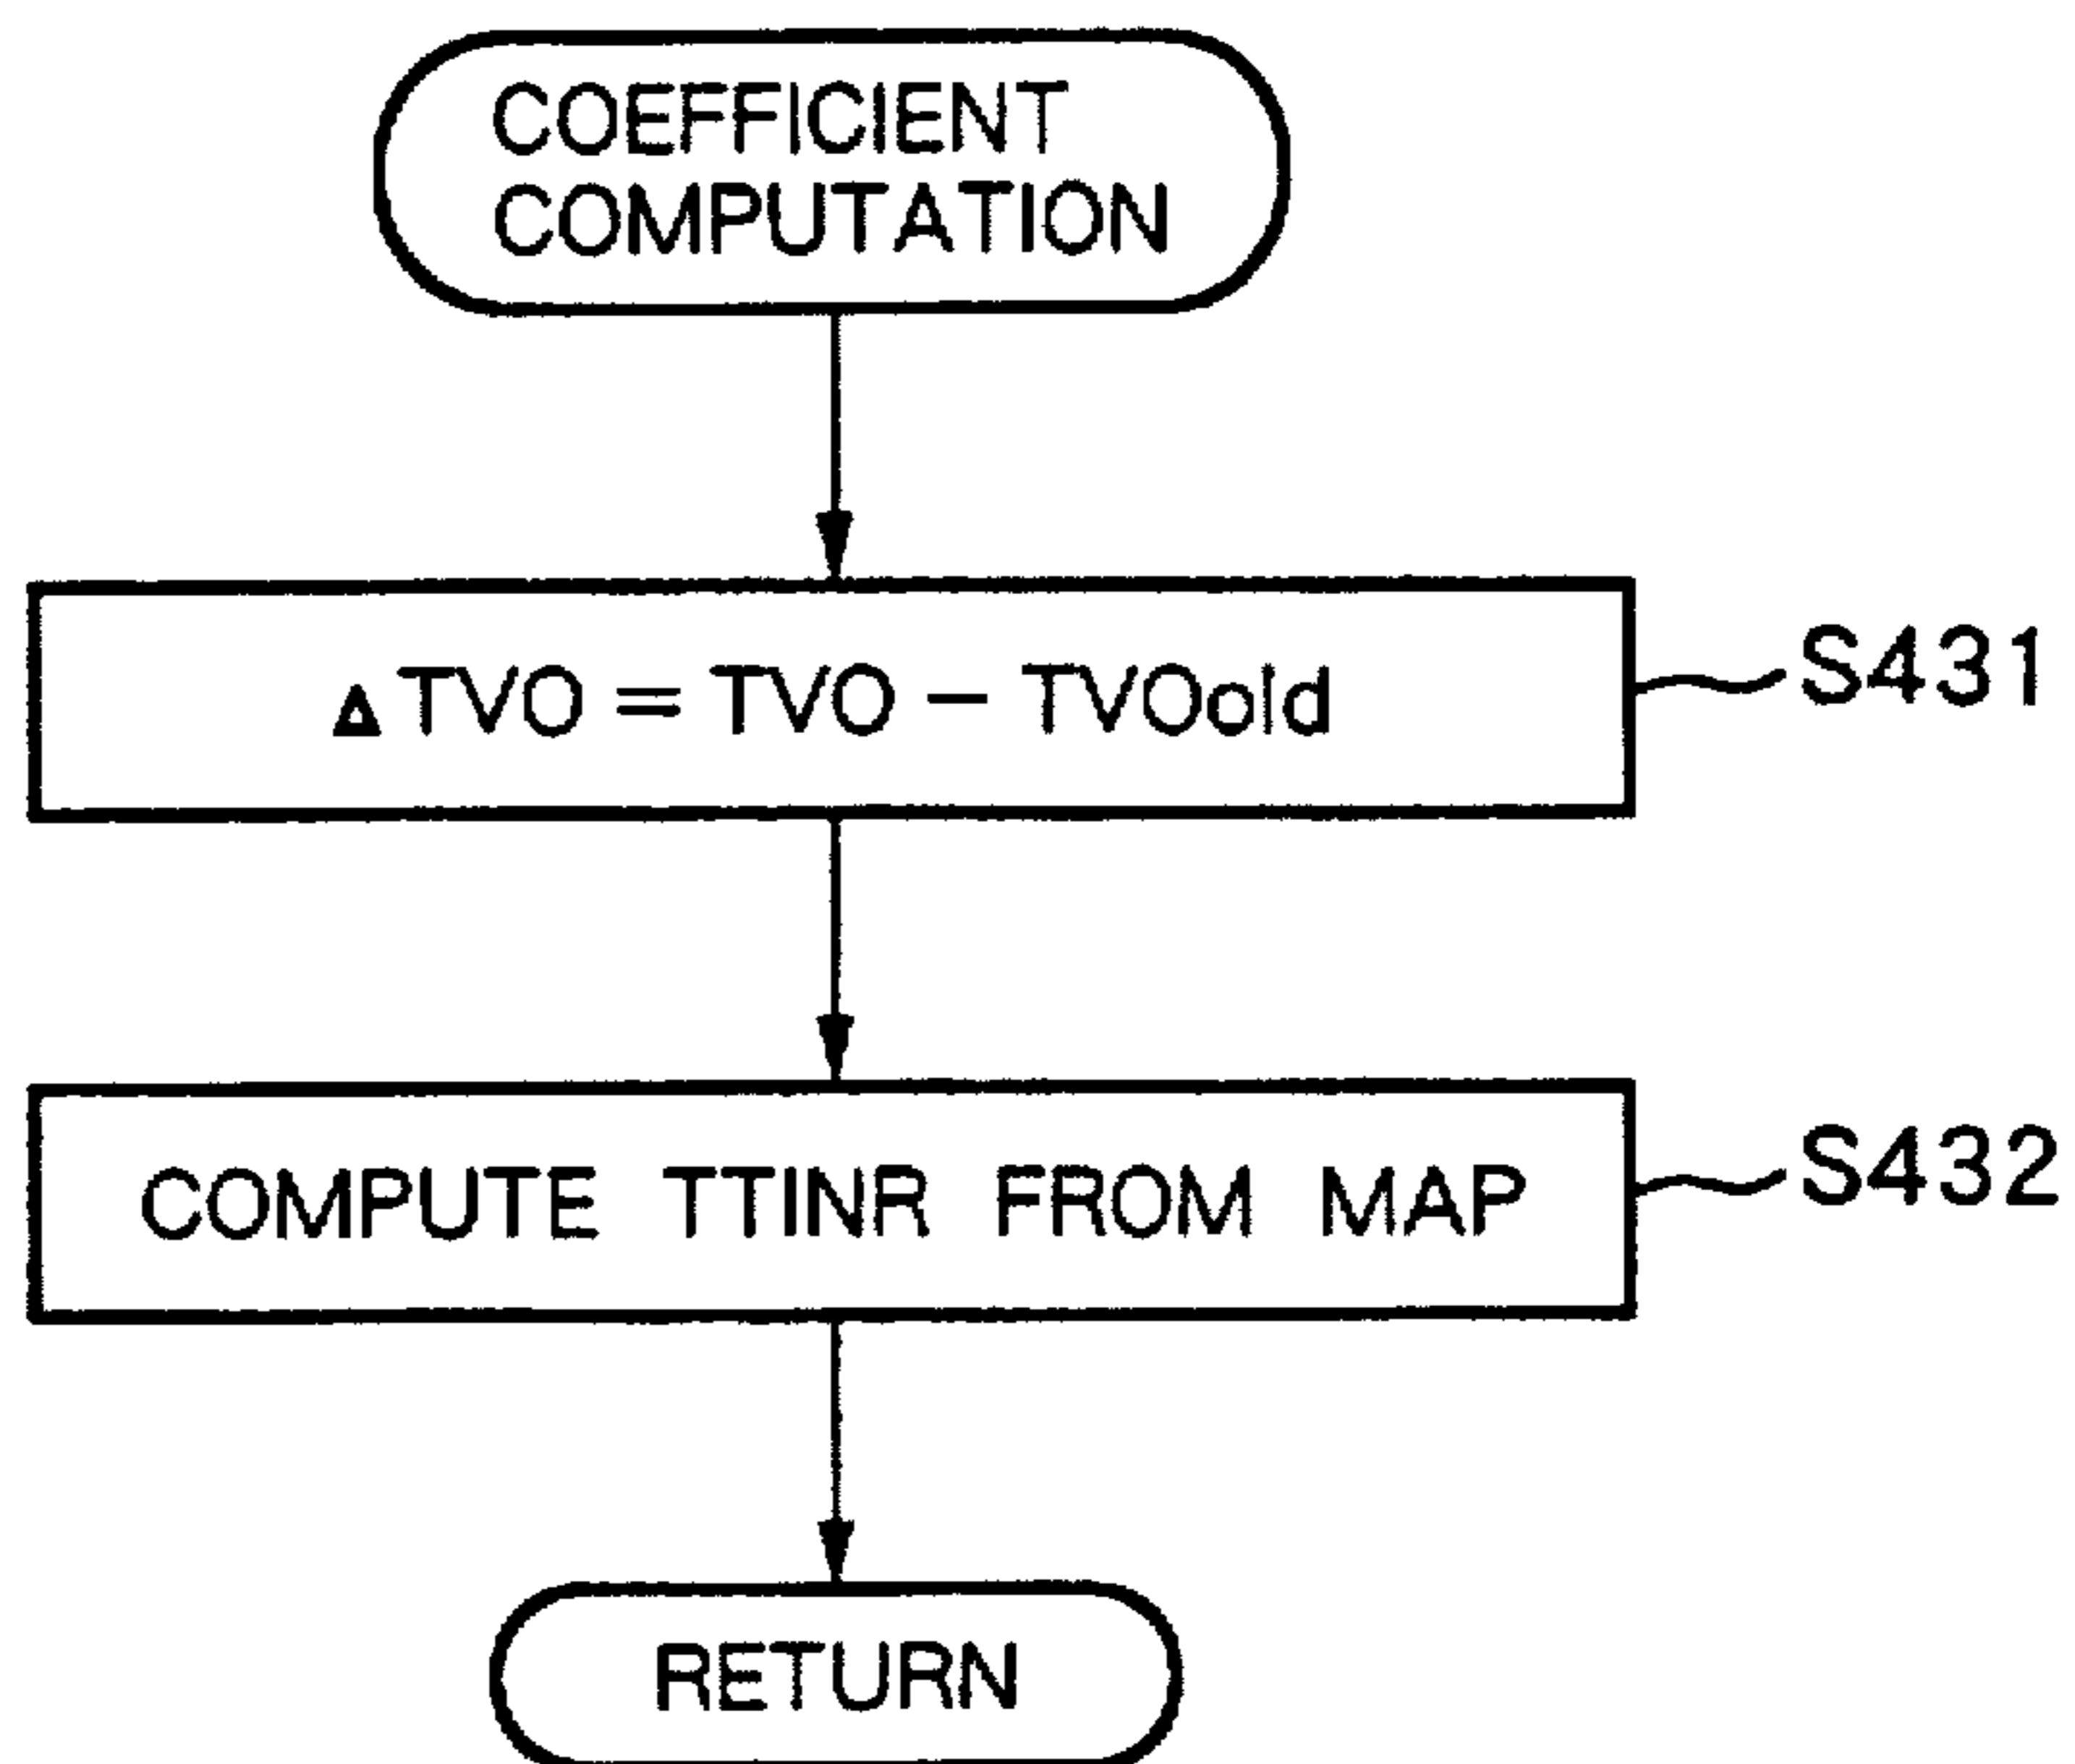 COEFFICIENT
COMPUTATION
ΔTVO = TVO - TVOold
S431
COMPUTE TTINR FROM MAP
S432
RETURN